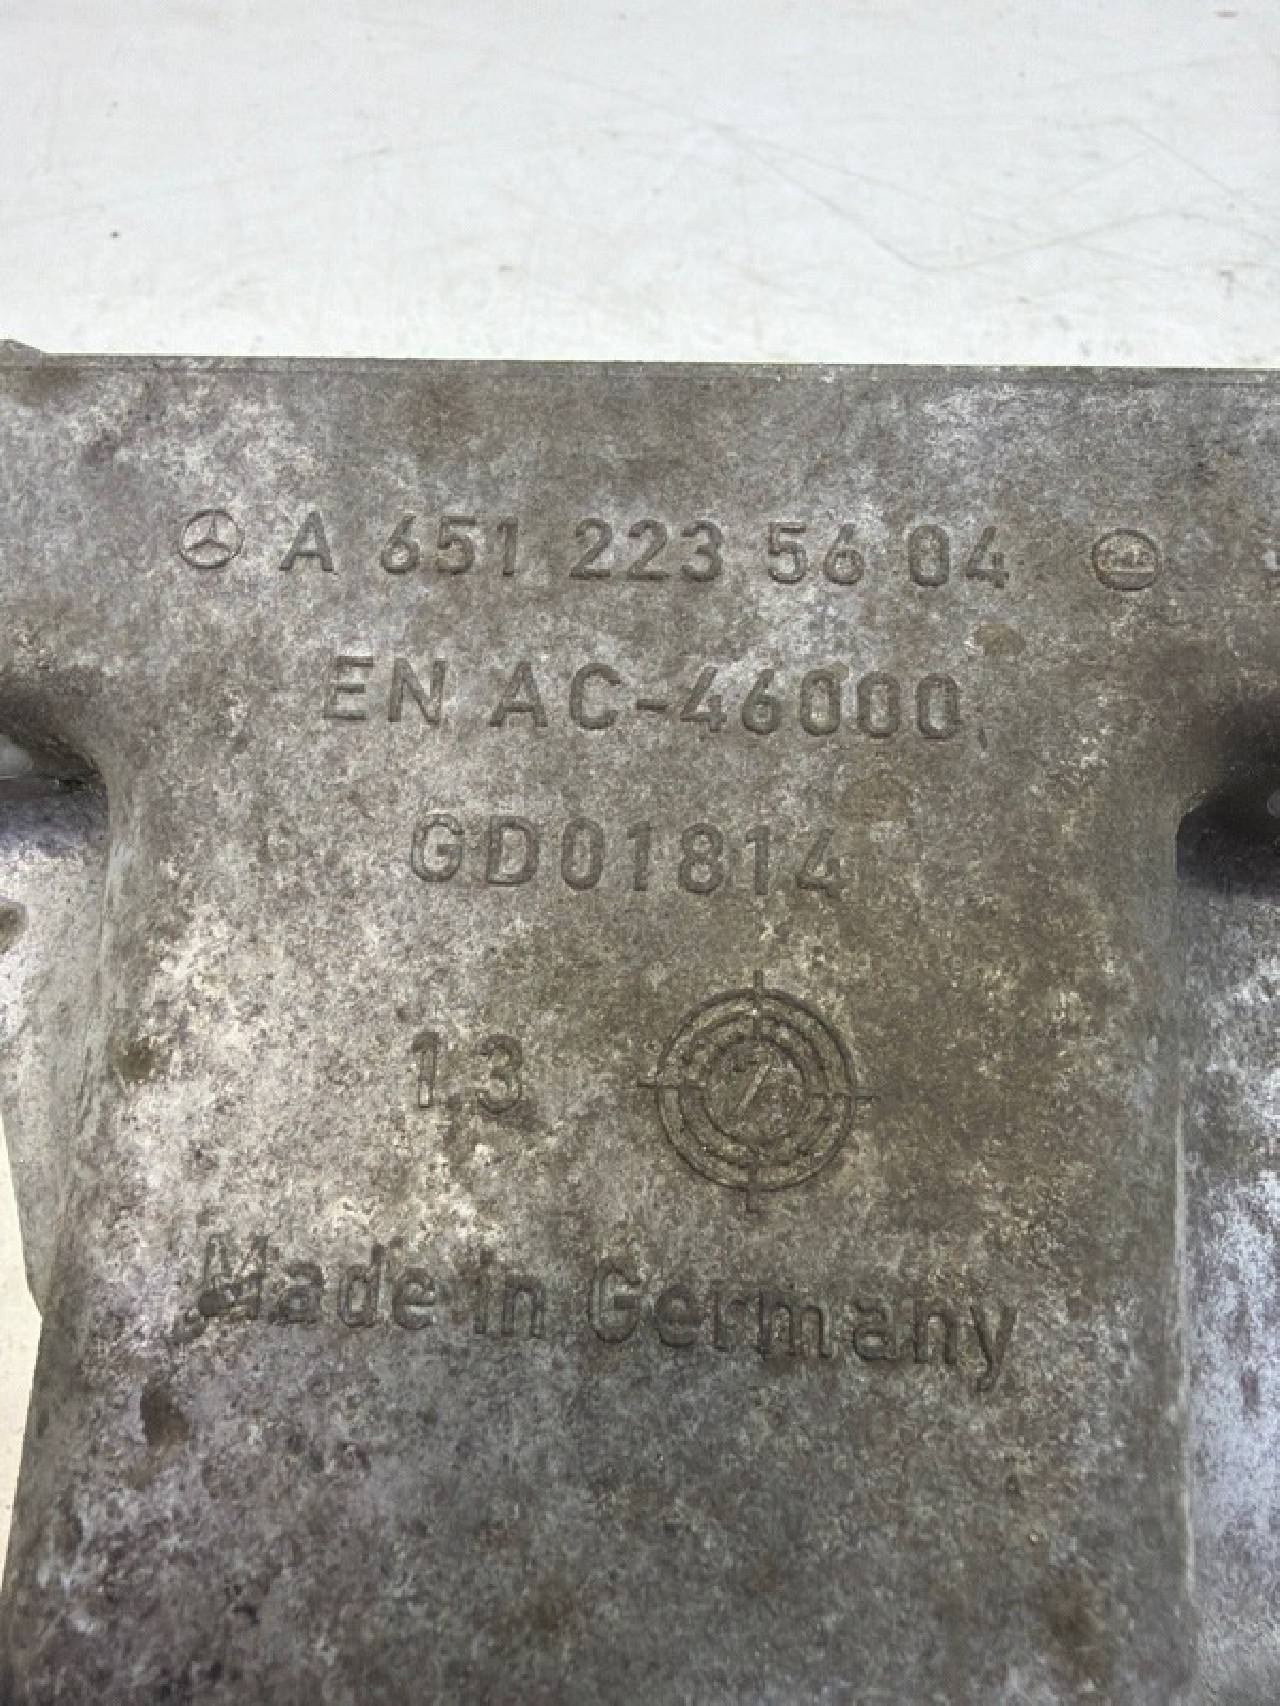 A 651 223 56 04
EN AC-46000
GD01814
13
Made in Germany